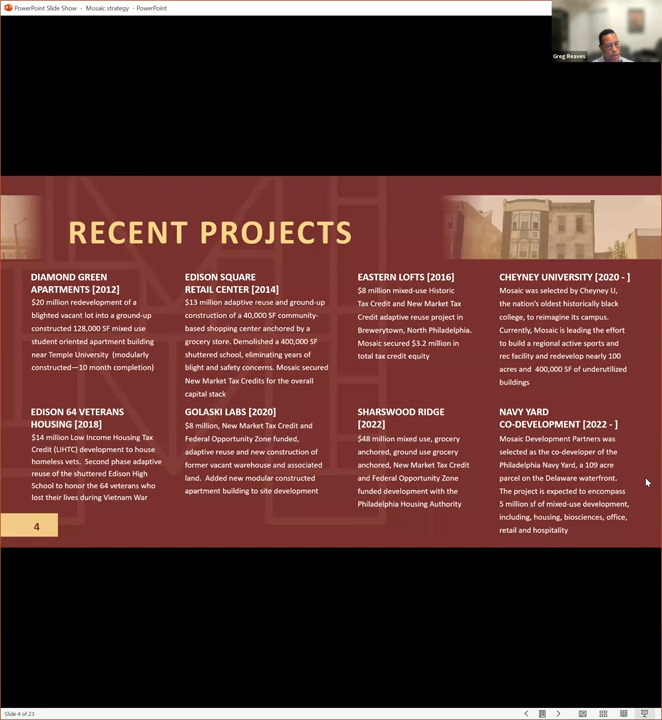 PowerPoint Slide Show - Mosaic strategy - PowerPoint
Greg Reaves
RECENT PROJECTS
DIAMOND GREEN
APARTMENTS [2012]
$20 million redevelopment of a
blighted vacant lot into a ground-up
constructed 128,000 SF mixed use
student oriented apartment building
near Temple University (modularly
constructed—10 month completion)
EDISON SQUARE
RETAIL CENTER [2014]
$13 million adaptive reuse and ground-up
construction of a 40,000 SF community-
based shopping center anchored by a
grocery store. Demolished a 400,000 SF
shuttered school, eliminating years of
blight and safety concerns. Mosaic secured
New Market Tax Credits for the overall
capital stack
EASTERN LOFTS [2016]
$8 million mixed-use Historic
Tax Credit and New Market Tax
Credit adaptive reuse project in
Brewerytown, North Philadelphia.
Mosaic secured $3.2 million in
total tax credit equity
CHEYNEY UNIVERSITY [2020 - ]
Mosaic was selected by Cheyney U,
the nation's oldest historically black
college, to reimagine its campus.
Currently, Mosaic is leading the effort
to build a regional active sports and
rec facility and redevelop nearly 100
acres and 400,000 SF of underutilized
buildings
EDISON 64 VETERANS
HOUSING [2018]
$14 million Low Income Housing Tax
Credit (LIHTC) development to house
homeless vets. Second phase adaptive
reuse of the shuttered Edison High
School to honor the 64 veterans who
lost their lives during Vietnam War
GOLASKI LABS [2020]
$8 million, New Market Tax Credit and
Federal Opportunity Zone funded,
adaptive reuse and new construction of
former vacant warehouse and associated
land. Added new modular constructed
apartment building to site development
SHARSWOOD RIDGE
[2022]
$48 million mixed use, grocery
anchored, ground use grocery
anchored, New Market Tax Credit
and Federal Opportunity Zone
funded development with the
Philadelphia Housing Authority
NAVY YARD
CO-DEVELOPMENT [2022 - ]
Mosaic Development Partners was
selected as the co-developer of the
Philadelphia Navy Yard, a 109 acre
parcel on the Delaware waterfront.
The project is expected to encompass
5 million sf of mixed-use development,
including, housing, biosciences, office,
retail and hospitality
4
Slide 4 of 23